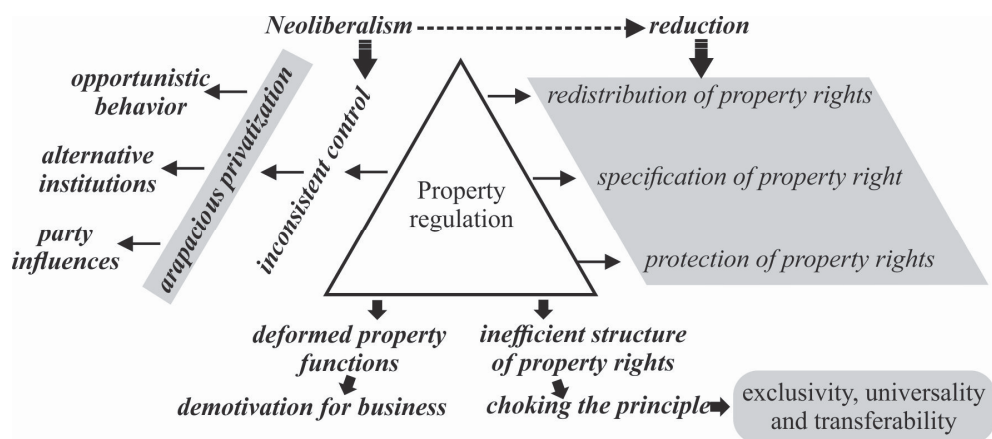 Neoliberalism
reduction
opportunistic
behavior
alternative
institutions
party
influences
arapacious privatization
inconsistent control
Property
regulation
redistribution of property rights
specification of property right
protection of property rights
deformed property
functions
demotivation for business
inefficient structure
of property rights
choking the principle
exclusivity, universality
and transferability